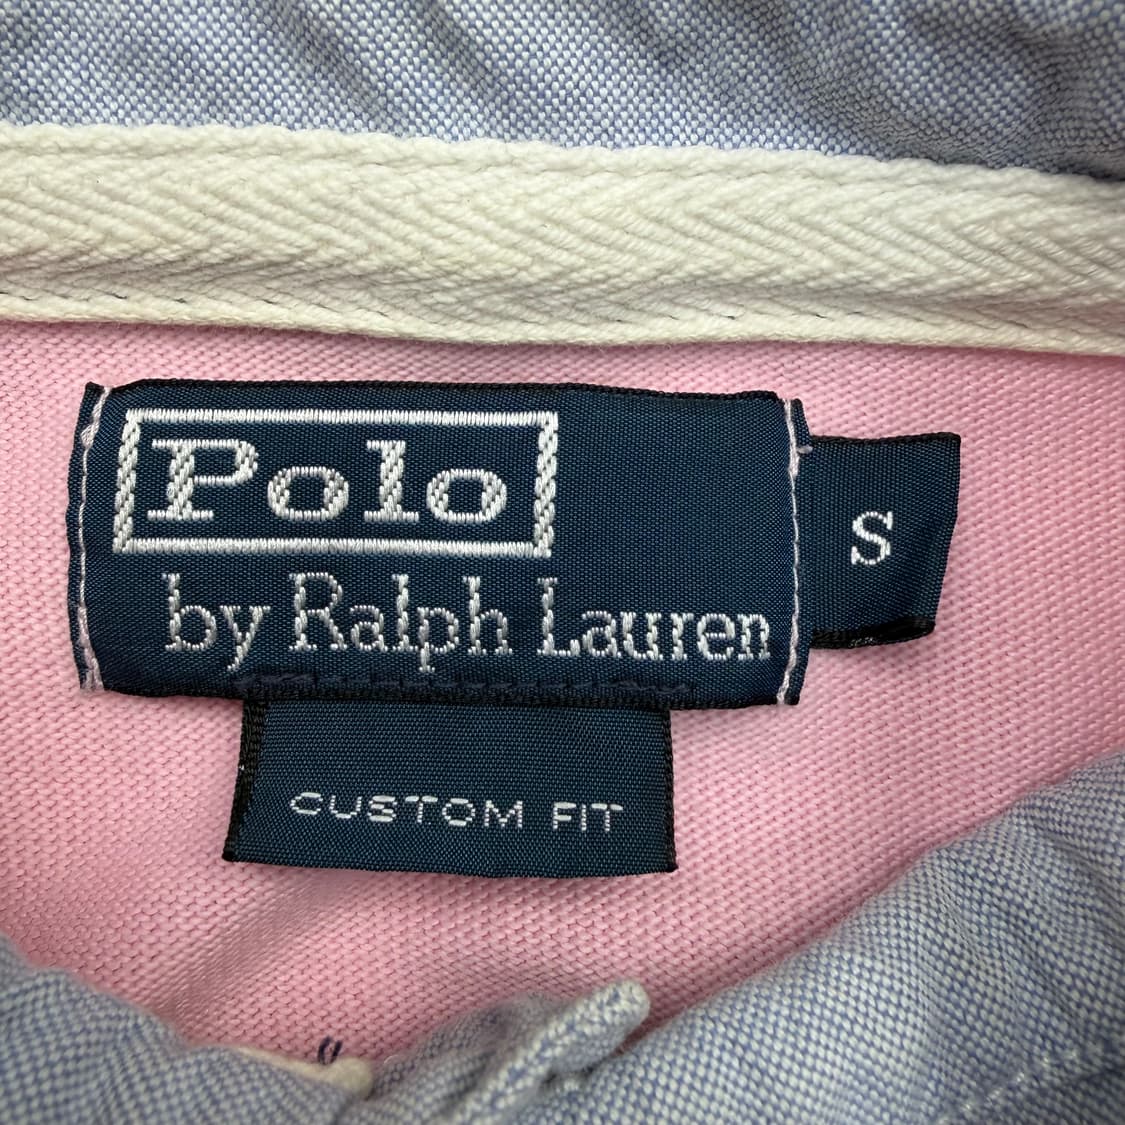 Polo
by Ralph Lauren
S
CUSTOM FIT